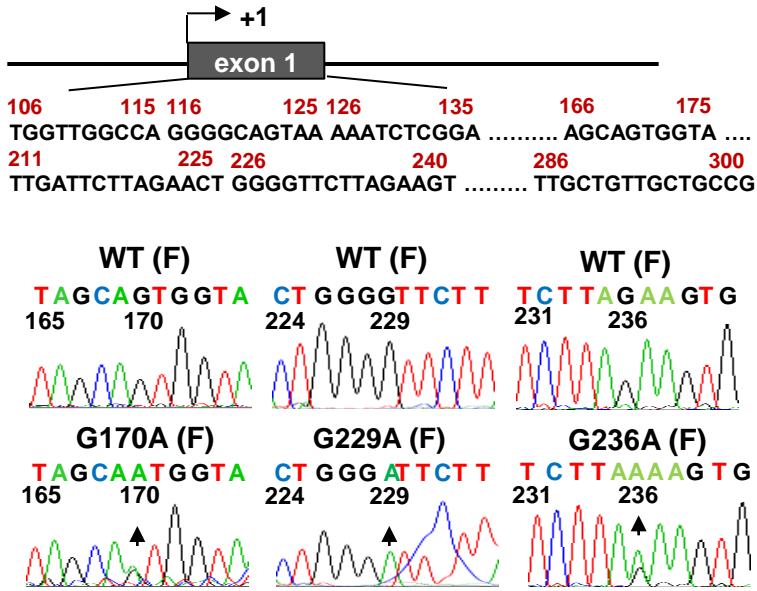 +1
exon 1
106 115 116 125 126 135 166 175
TGGTTGGCCA GGGGCAGTAA AAATCTCGGA .......... AGCAGTGGTA ....
211 225 226 240 286 300
TTGATTCTTAGAACT GGGGTTCTTAGAAGT ......... TTGCTGTTGCTGCCG
WT (F) WT (F) WT (F)
TAGCAGTGGTA CTGGGGTTCTT TCTTAGAAGTG
165 170 224 229 231 236
G170A (F) G229A (F) G236A (F)
TAGCAATGGTA CTGGGATTCTT TCTTAAAAGTG
165 170 224 229 231 236